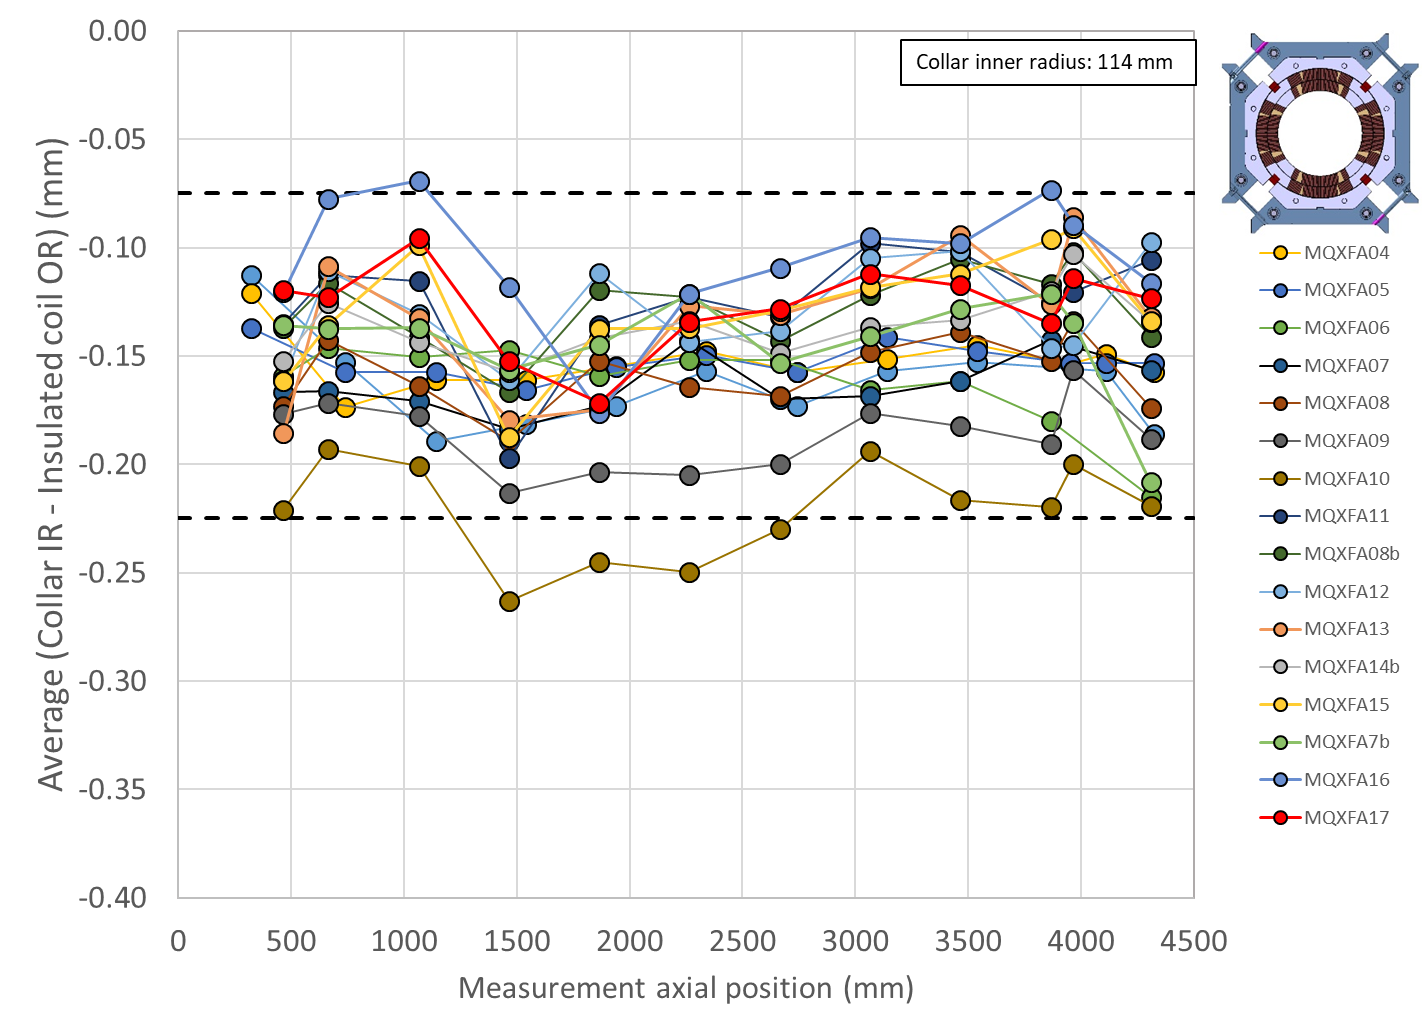 Average (Collar IR - Insulated coil OR) (mm)
0.00
-0.05
-0.10
-0.15
-0.20
-0.25
-0.30
-0.35
-0.40
Collar inner radius: 114 mm
0 500 1000 1500 2000 2500 3000 3500 4000 4500
Measurement axial position (mm)
MQXFA04
MQXFA05
MQXFA06
MQXFA07
MQXFA08
MQXFA09
MQXFA10
MQXFA11
MQXFA08b
MQXFA12
MQXFA13
MQXFA14b
MQXFA15
MQXFA7b
MQXFA16
MQXFA17